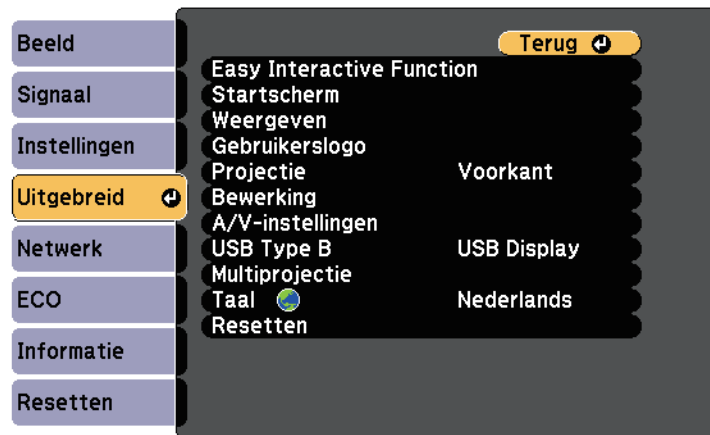 Beeld
Signaal
Instellingen
Uitgebreid
Netwerk
ECO
Informatie
Resetten
Terug
Easy Interactive Function
Startscherm
Weergeven
Gebruikerslogo
Projectie Voorkant
Bewerking
A/V-instellingen
USB Type B USB Display
Multiprojectie
Taal Nederlands
Resetten